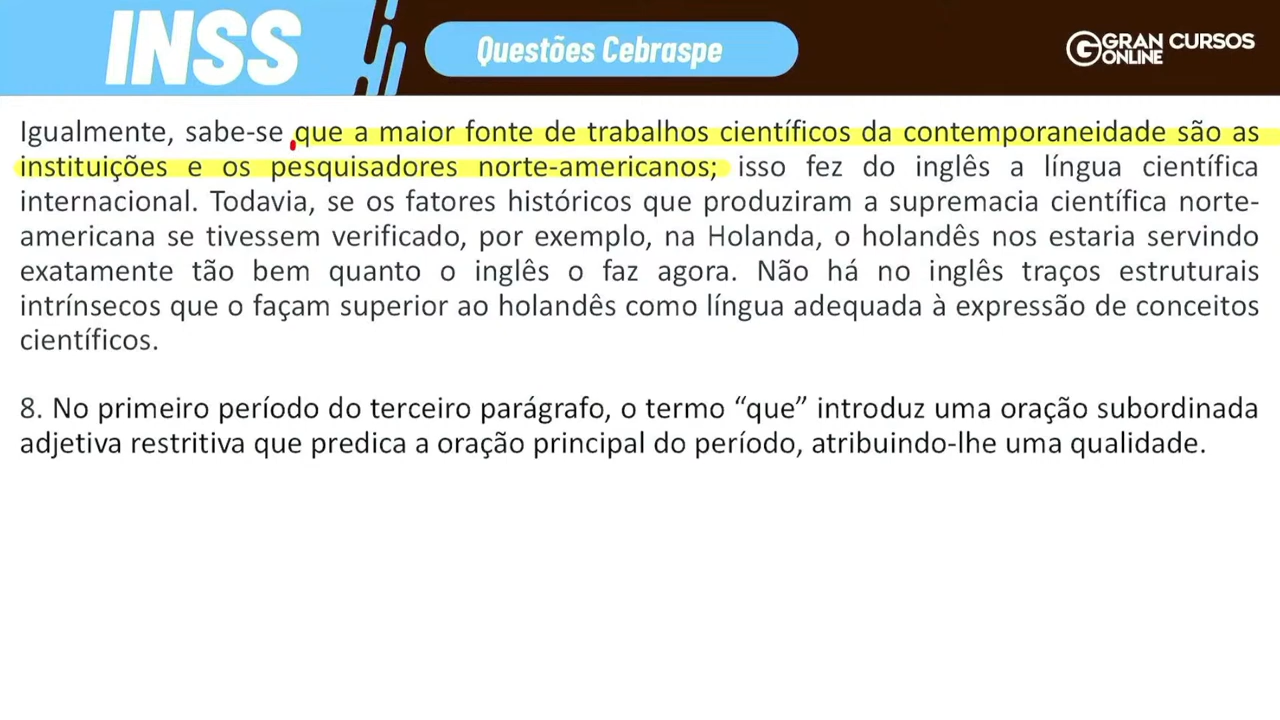 INSS
Questões Cebraspe
GRAN CURSOS
ONLINE
Igualmente, sabe-se que a maior fonte de trabalhos científicos da contemporaneidade são as
instituições e os pesquisadores norte-americanos; isso fez do inglês a língua científica
internacional. Todavia, se os fatores históricos que produziram a supremacia científica norte-
americana se tivessem verificado, por exemplo, na Holanda, o holandês nos estaria servindo
exatamente tão bem quanto o inglês o faz agora. Não há no inglês traços estruturais
intrínsecos que o façam superior ao holandês como língua adequada à expressão de conceitos
científicos.
8. No primeiro período do terceiro parágrafo, o termo “que” introduz uma oração subordinada
adjetiva restritiva que predica a oração principal do período, atribuindo-lhe uma qualidade.